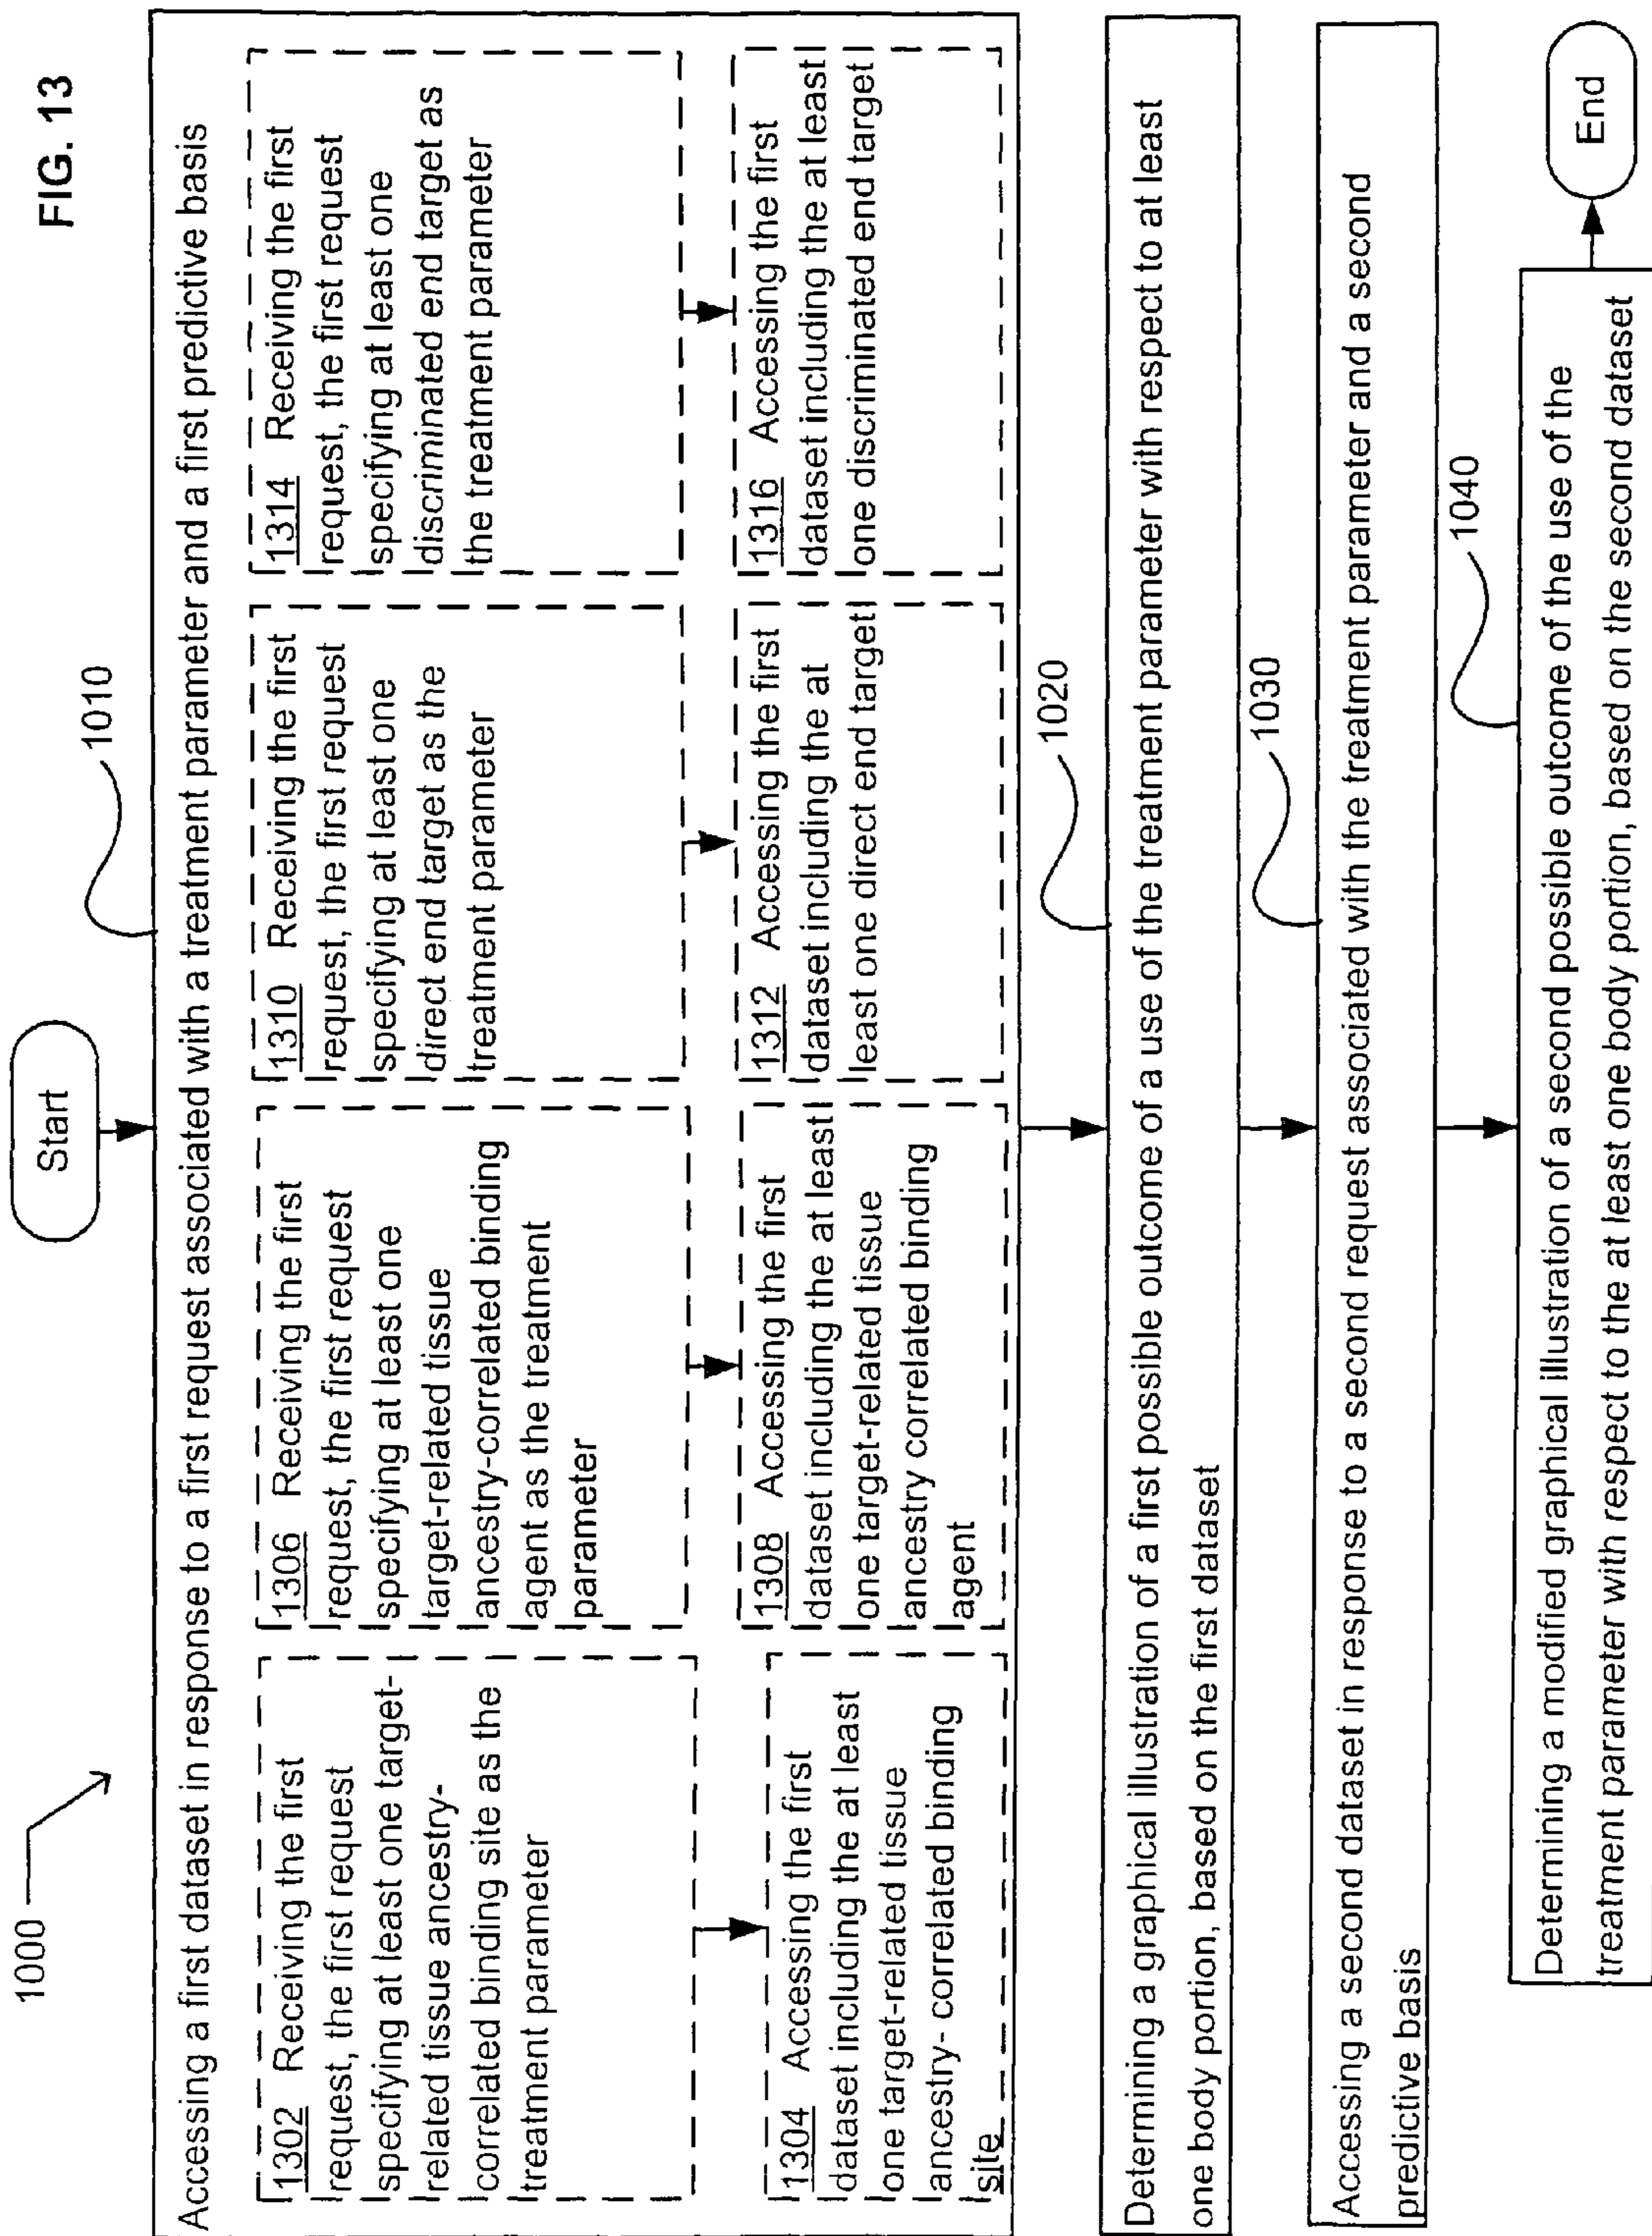 FIG. 13
1000
Start
1010
Accessing a first dataset in response to a first request associated with a treatment parameter and a first predictive basis
1302 Receiving the first
request, the first request
specifying at least one target-
related tissue ancestry-
correlated binding site as the
treatment parameter
1304 Accessing the first
dataset including the at least
one target-related tissue
ancestry- correlated binding
site
1306 Receiving the first
request, the first request
specifying at least one
target-related tissue
ancestry-correlated binding
agent as the treatment
parameter
1308 Accessing the first
dataset including the at least
one target-related tissue
ancestry correlated binding
agent
1310 Receiving the first
request, the first request
specifying at least one
direct end target as the
treatment parameter
1312 Accessing the first
dataset including the at
least one direct end target
1314 Receiving the first
request, the first request
specifying at least one
discriminated end target as
the treatment parameter
1316 Accessing the first
dataset including the at least
one discriminated end target
1020
Determining a graphical illustration of a first possible outcome of a use of the treatment parameter with respect to at least
one body portion, based on the first dataset
1030
Accessing a second dataset in response to a second request associated with the treatment parameter and a second
predictive basis
1040
Determining a modified graphical illustration of a second possible outcome of the use of the
treatment parameter with respect to the at least one body portion, based on the second dataset
End